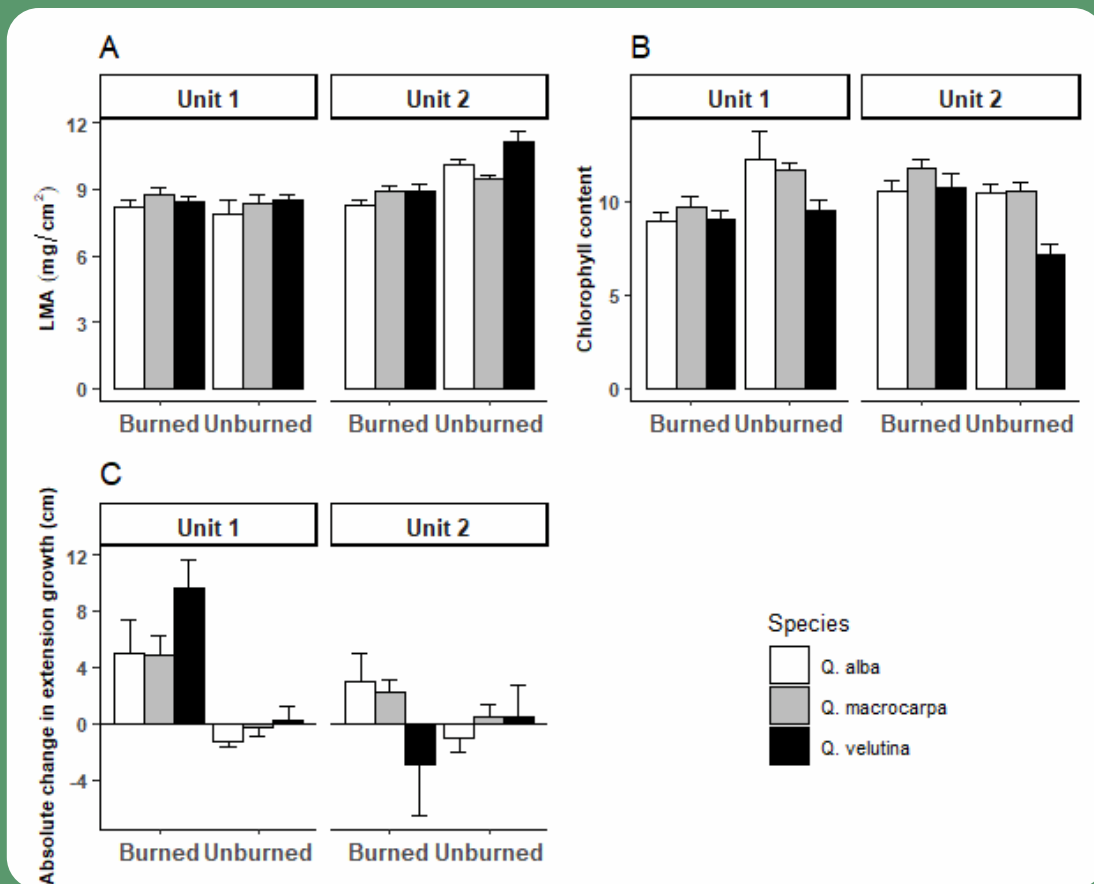 A
Unit 1
Unit 2
LMA (mg/cm²)
12
9
6
3
0
Burned Unburned
Burned Unburned
B
Unit 1
Unit 2
Chlorophyll content
10
5
0
Burned Unburned
Burned Unburned
C
Unit 1
Unit 2
Absolute change in extension growth (cm)
12
8
4
0
-4
Burned Unburned
Burned Unburned
Species
Q. alba
Q. macrocarpa
Q. velutina